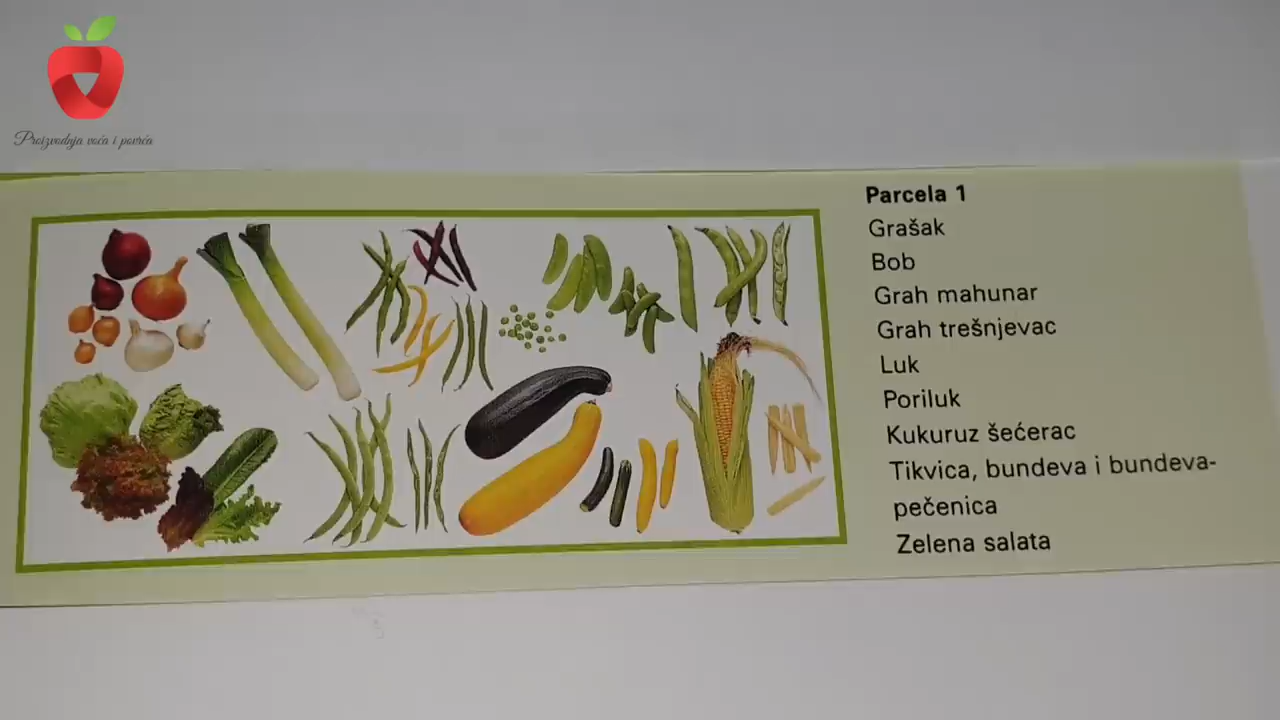 Proizvodnja voća i povrća
Parcela 1
Grašak
Bob
Grah mahunar
Grah trešnjevac
Luk
Poriluk
Kukuruz šećerac
Tikvica, bundeva i bundeva-
pečenica
Zelena salata